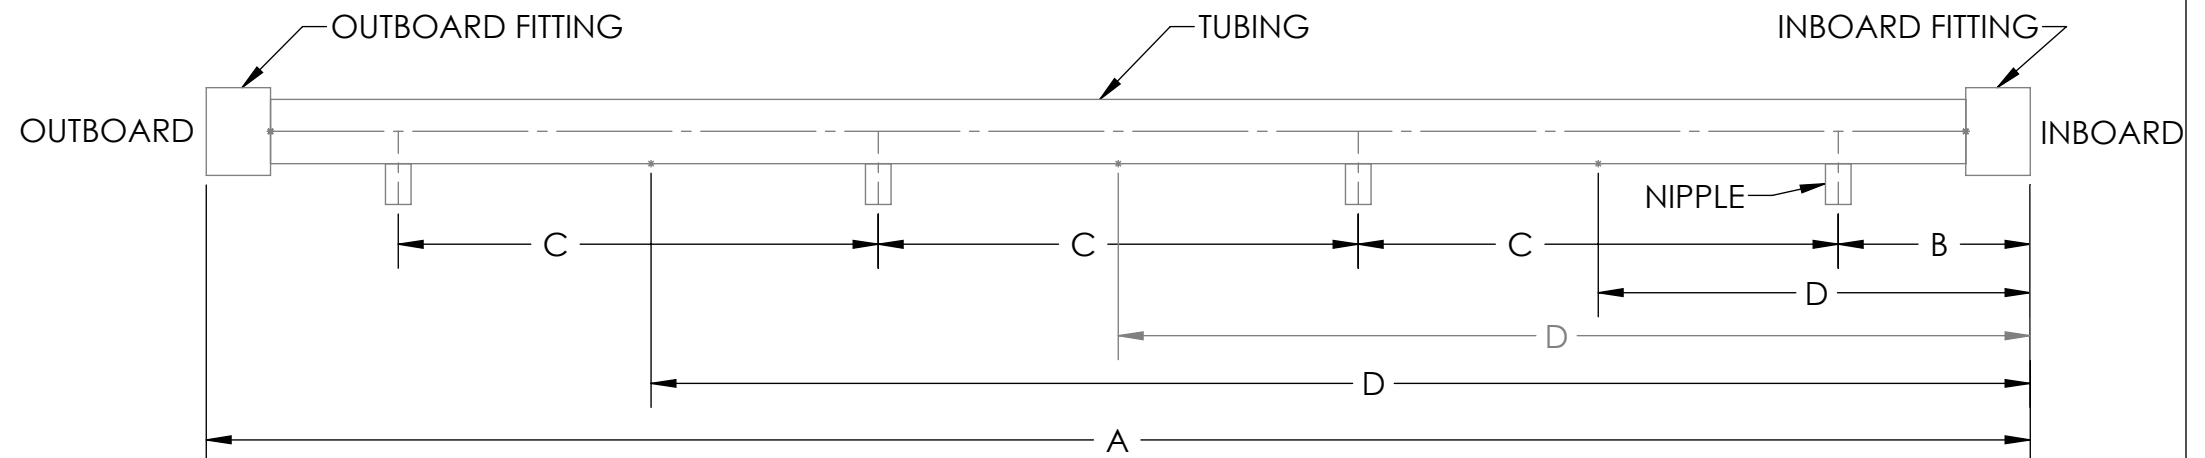 OUTBOARD FITTING
TUBING
INBOARD FITTING
OUTBOARD
INBOARD
NIPPLE
C
C
C
B
D
D
D
A